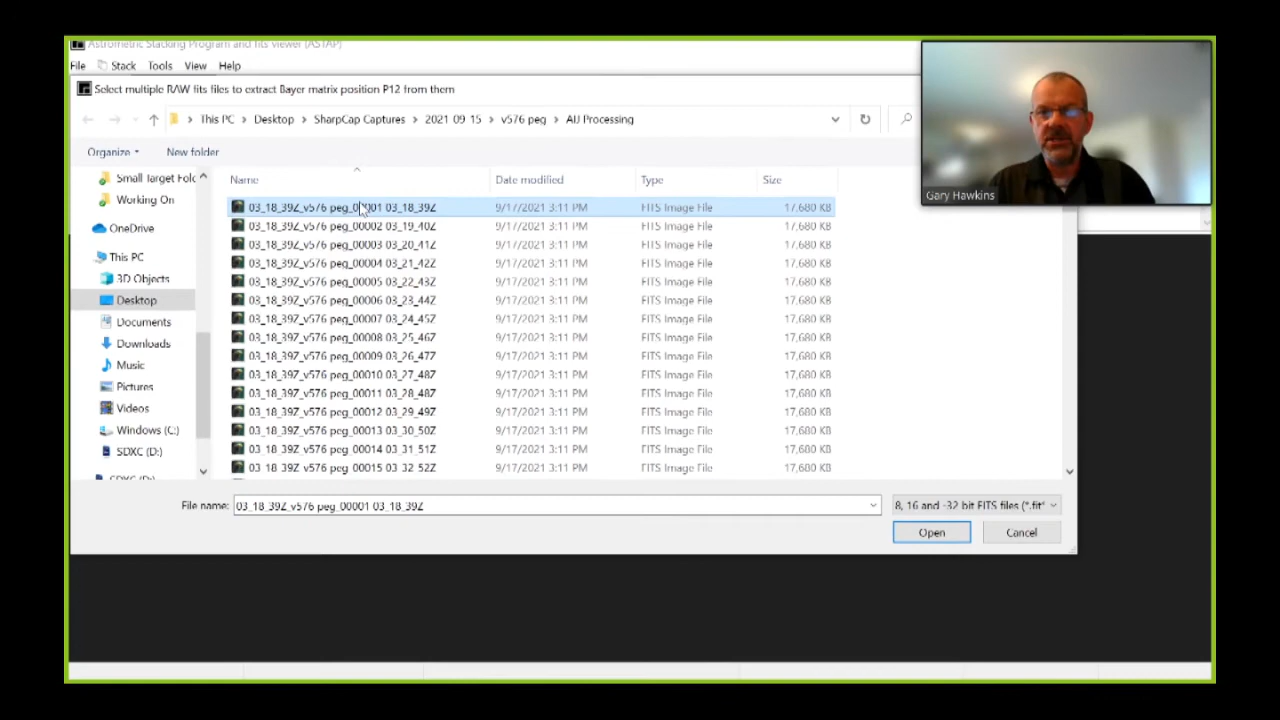 Astrometric Stacking Program and fits viewer (ASTAP)
File Stack Tools View Help
Select multiple RAW fits files to extract Bayer matrix position P12 from them
This PC > Desktop > SharpCap Captures > 2021 09 15 > v576 peg > AIJ Processing
Organize New folder
Name Date modified Type Size
Small Target Fold
Working On
OneDrive
This PC
3D Objects
Desktop
Documents
Downloads
Music
Pictures
Videos
Windows (C:)
SDXC (D:)
SDXC (D:)
03_18_39Z_v576 peg_00001 03_18_39Z 9/17/2021 3:11 PM FITS Image File 17,680 KB
03_18_39Z_v576 peg_00002 03_19_40Z 9/17/2021 3:11 PM FITS Image File 17,680 KB
03_18_39Z_v576 peg_00003 03_20_41Z 9/17/2021 3:11 PM FITS Image File 17,680 KB
03_18_39Z_v576 peg_00004 03_21_42Z 9/17/2021 3:11 PM FITS Image File 17,680 KB
03_18_39Z_v576 peg_00005 03_22_43Z 9/17/2021 3:11 PM FITS Image File 17,680 KB
03_18_39Z_v576 peg_00006 03_23_44Z 9/17/2021 3:11 PM FITS Image File 17,680 KB
03_18_39Z_v576 peg_00007 03_24_45Z 9/17/2021 3:11 PM FITS Image File 17,680 KB
03_18_39Z_v576 peg_00008 03_25_46Z 9/17/2021 3:11 PM FITS Image File 17,680 KB
03_18_39Z_v576 peg_00009 03_26_47Z 9/17/2021 3:11 PM FITS Image File 17,680 KB
03_18_39Z_v576 peg_00010 03_27_48Z 9/17/2021 3:11 PM FITS Image File 17,680 KB
03_18_39Z_v576 peg_00011 03_28_48Z 9/17/2021 3:11 PM FITS Image File 17,680 KB
03_18_39Z_v576 peg_00012 03_29_49Z 9/17/2021 3:11 PM FITS Image File 17,680 KB
03_18_39Z_v576 peg_00013 03_30_50Z 9/17/2021 3:11 PM FITS Image File 17,680 KB
03_18_39Z_v576 peg_00014 03_31_51Z 9/17/2021 3:11 PM FITS Image File 17,680 KB
03_18_39Z_v576 peg_00015 03_32_52Z 9/17/2021 3:11 PM FITS Image File 17,680 KB
File name: 03_18_39Z_v576 peg_00001 03_18_39Z 8, 16 and -32 bit FITS files (*.fit*
Open Cancel
Gary Hawkins